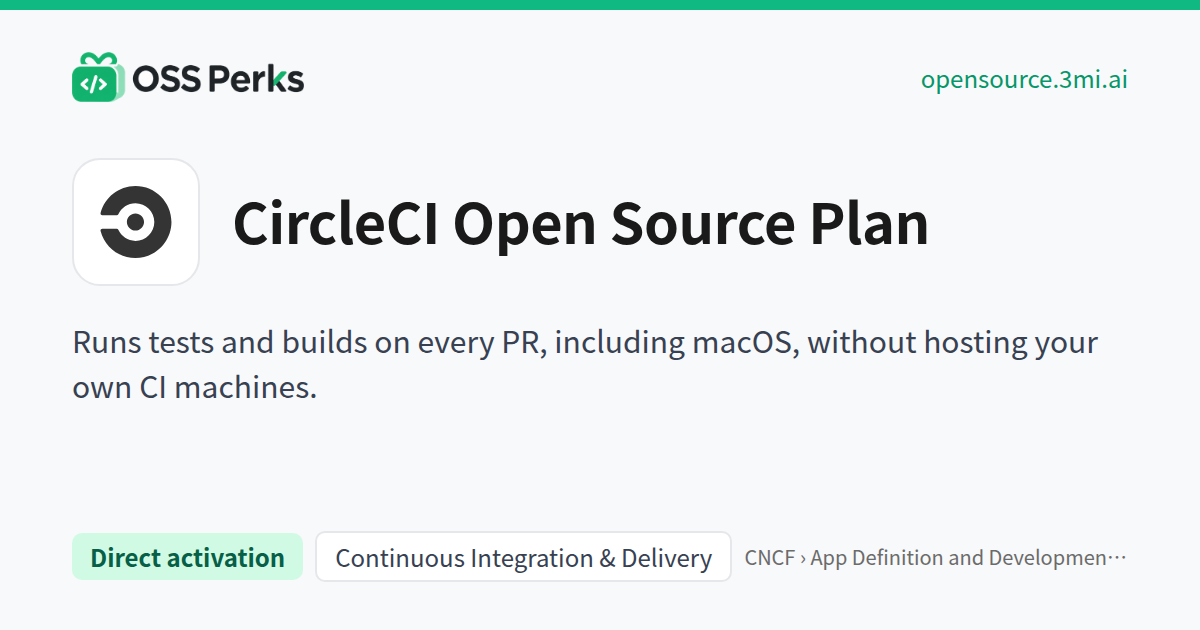 OSS Perks
opensource.3mi.ai
CircleCI Open Source Plan
Runs tests and builds on every PR, including macOS, without hosting your
own CI machines.
Direct activation
Continuous Integration & Delivery
CNCF › App Definition and Developmen…